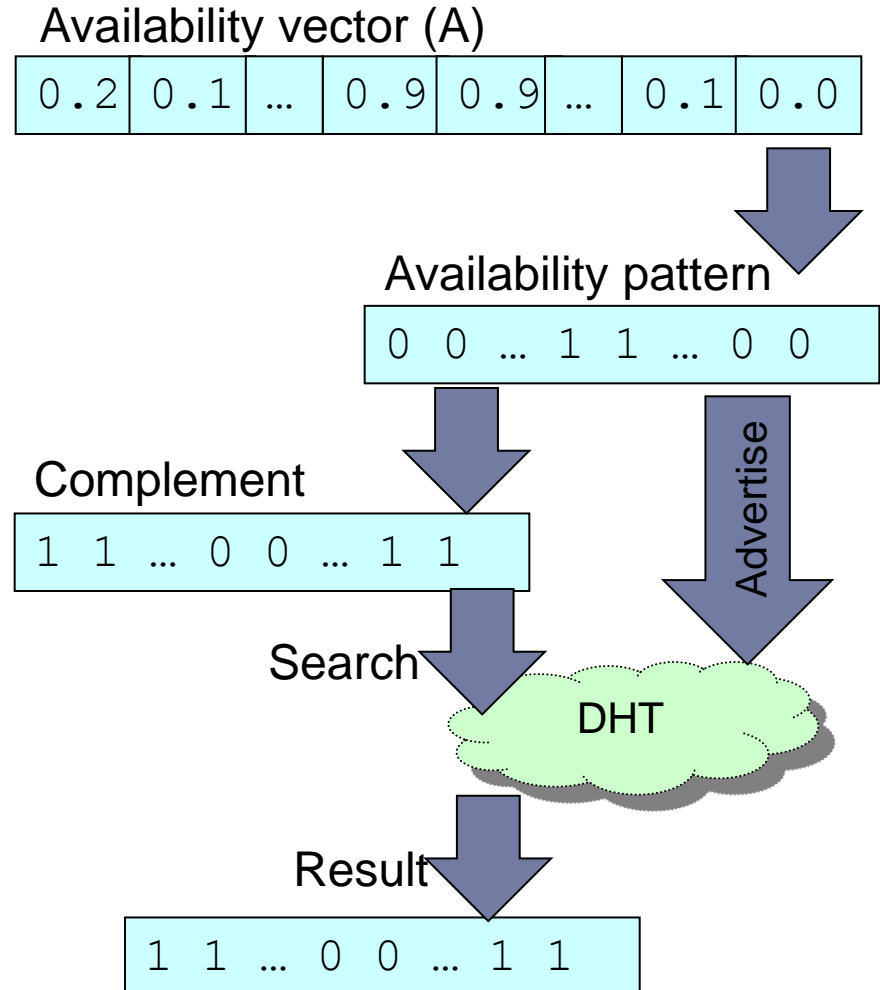 Availability vector (A)
0.2 0.1 … 0.9 0.9 … 0.1 0.0
Availability pattern
0 0 … 1 1 … 0 0
Complement
1 1 … 0 0 … 1 1
Advertise
Search
DHT
Result
1 1 … 0 0 … 1 1